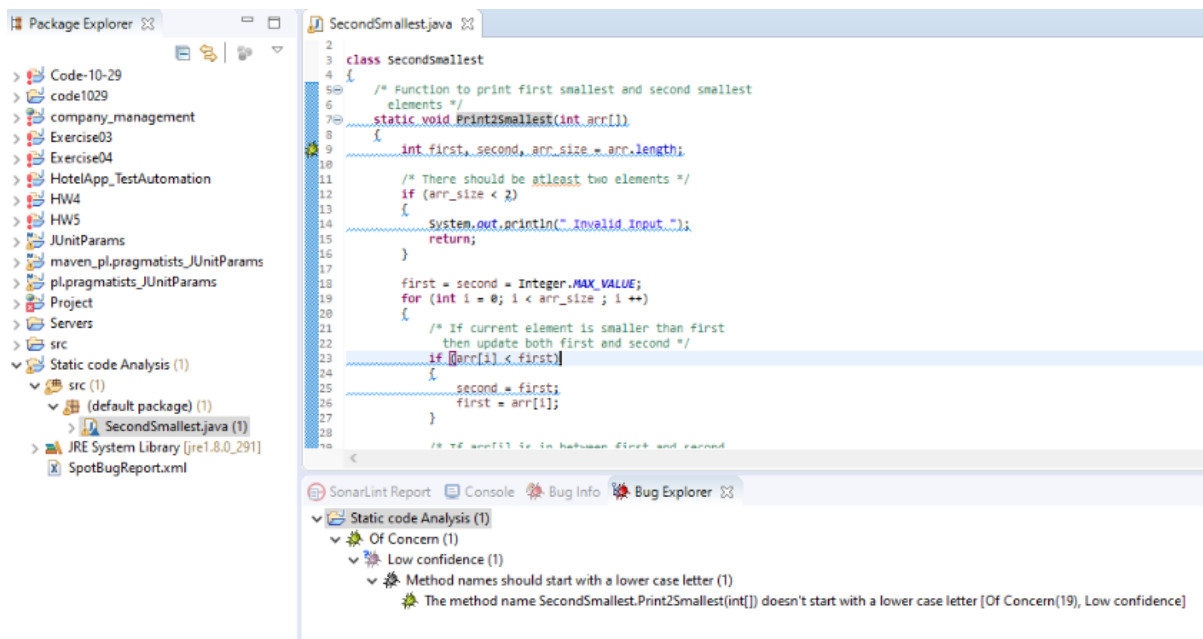 Package Explorer
Code-10-29
code1029
company_management
Exercise03
Exercise04
HotelApp_TestAutomation
HW4
HW5
JUnitParams
maven_pl.pragmatists_JUnitParams
pl.pragmatists_JUnitParams
Project
Servers
src
Static code Analysis (1)
src (1)
(default package) (1)
SecondSmallest.java (1)
JRE System Library [jre1.8.0_291]
SpotBugReport.xml
SecondSmallest.java
2
3 class SecondSmallest
4 {
5 /* Function to print first smallest and second smallest
6 elements */
7 static void Print2Smallest(int arr[])
8 {
9 int first, second, arr_size = arr.length;
10
11 /* There should be atleast two elements */
12 if (arr_size < 2)
13 {
14 System.out.println(" Invalid Input ");
15 return;
16 }
17
18 first = second = Integer.MAX_VALUE;
19 for (int i = 0; i < arr_size ; i ++)
20 {
21 /* If current element is smaller than first
22 then update both first and second */
23 if (arr[i] < first)
24 {
25 second = first;
26 first = arr[i];
27 }
28
29 /* If arr[i] is in between first and second
SonarLint Report Console Bug Info Bug Explorer
Static code Analysis (1)
Of Concern (1)
Low confidence (1)
Method names should start with a lower case letter (1)
The method name SecondSmallest.Print2Smallest(int[]) doesn't start with a lower case letter [Of Concern(19), Low confidence]